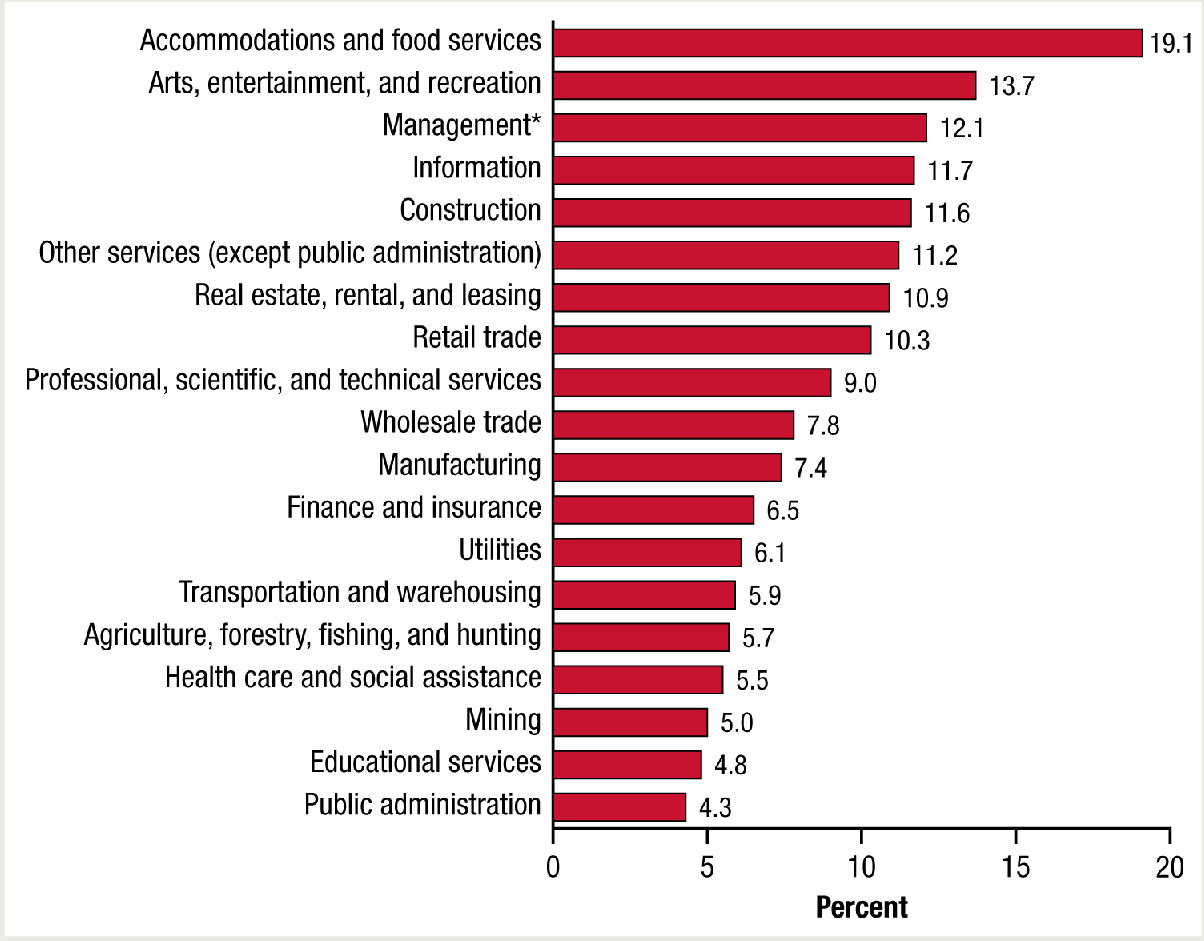 Accommodations and food services 19.1
Arts, entertainment, and recreation 13.7
Management* 12.1
Information 11.7
Construction 11.6
Other services (except public administration) 11.2
Real estate, rental, and leasing 10.9
Retail trade 10.3
Professional, scientific, and technical services 9.0
Wholesale trade 7.8
Manufacturing 7.4
Finance and insurance 6.5
Utilities 6.1
Transportation and warehousing 5.9
Agriculture, forestry, fishing, and hunting 5.7
Health care and social assistance 5.5
Mining 5.0
Educational services 4.8
Public administration 4.3
0 5 10 15 20
Percent